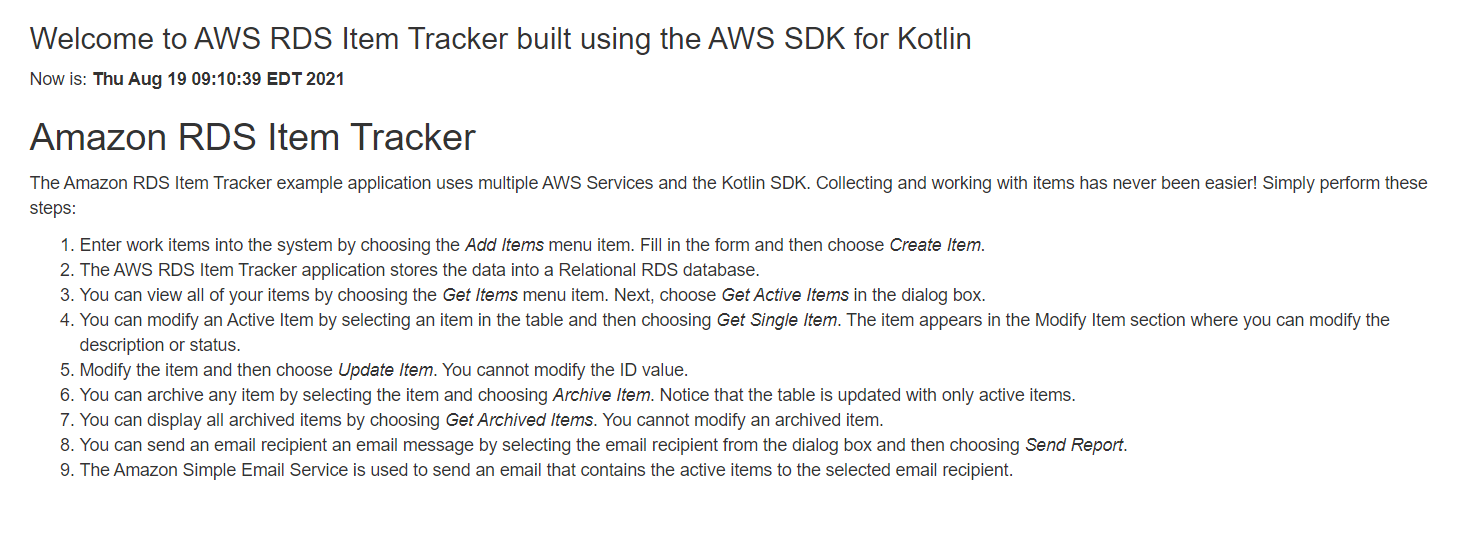 Welcome to AWS RDS Item Tracker built using the AWS SDK for Kotlin
Now is: Thu Aug 19 09:10:39 EDT 2021
Amazon RDS Item Tracker
The Amazon RDS Item Tracker example application uses multiple AWS Services and the Kotlin SDK. Collecting and working with items has never been easier! Simply perform these
steps:
1. Enter work items into the system by choosing the Add Items menu item. Fill in the form and then choose Create Item.
2. The AWS RDS Item Tracker application stores the data into a Relational RDS database.
3. You can view all of your items by choosing the Get Items menu item. Next, choose Get Active Items in the dialog box.
4. You can modify an Active Item by selecting an item in the table and then choosing Get Single Item. The item appears in the Modify Item section where you can modify the
description or status.
5. Modify the item and then choose Update Item. You cannot modify the ID value.
6. You can archive any item by selecting the item and choosing Archive Item. Notice that the table is updated with only active items.
7. You can display all archived items by choosing Get Archived Items. You cannot modify an archived item.
8. You can send an email recipient an email message by selecting the email recipient from the dialog box and then choosing Send Report.
9. The Amazon Simple Email Service is used to send an email that contains the active items to the selected email recipient.